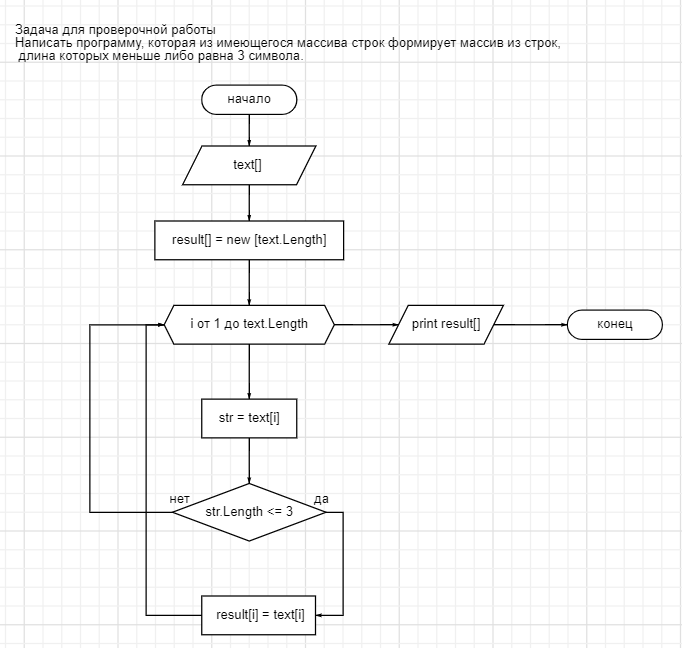 Задача для проверочной работы
Написать программу, которая из имеющегося массива строк формирует массив из строк,
длина которых меньше либо равна 3 символа.
начало
text[]
result[] = new [text.Length]
i от 1 до text.Length
print result[]
конец
str = text[i]
нет
да
str.Length <= 3
result[i] = text[i]